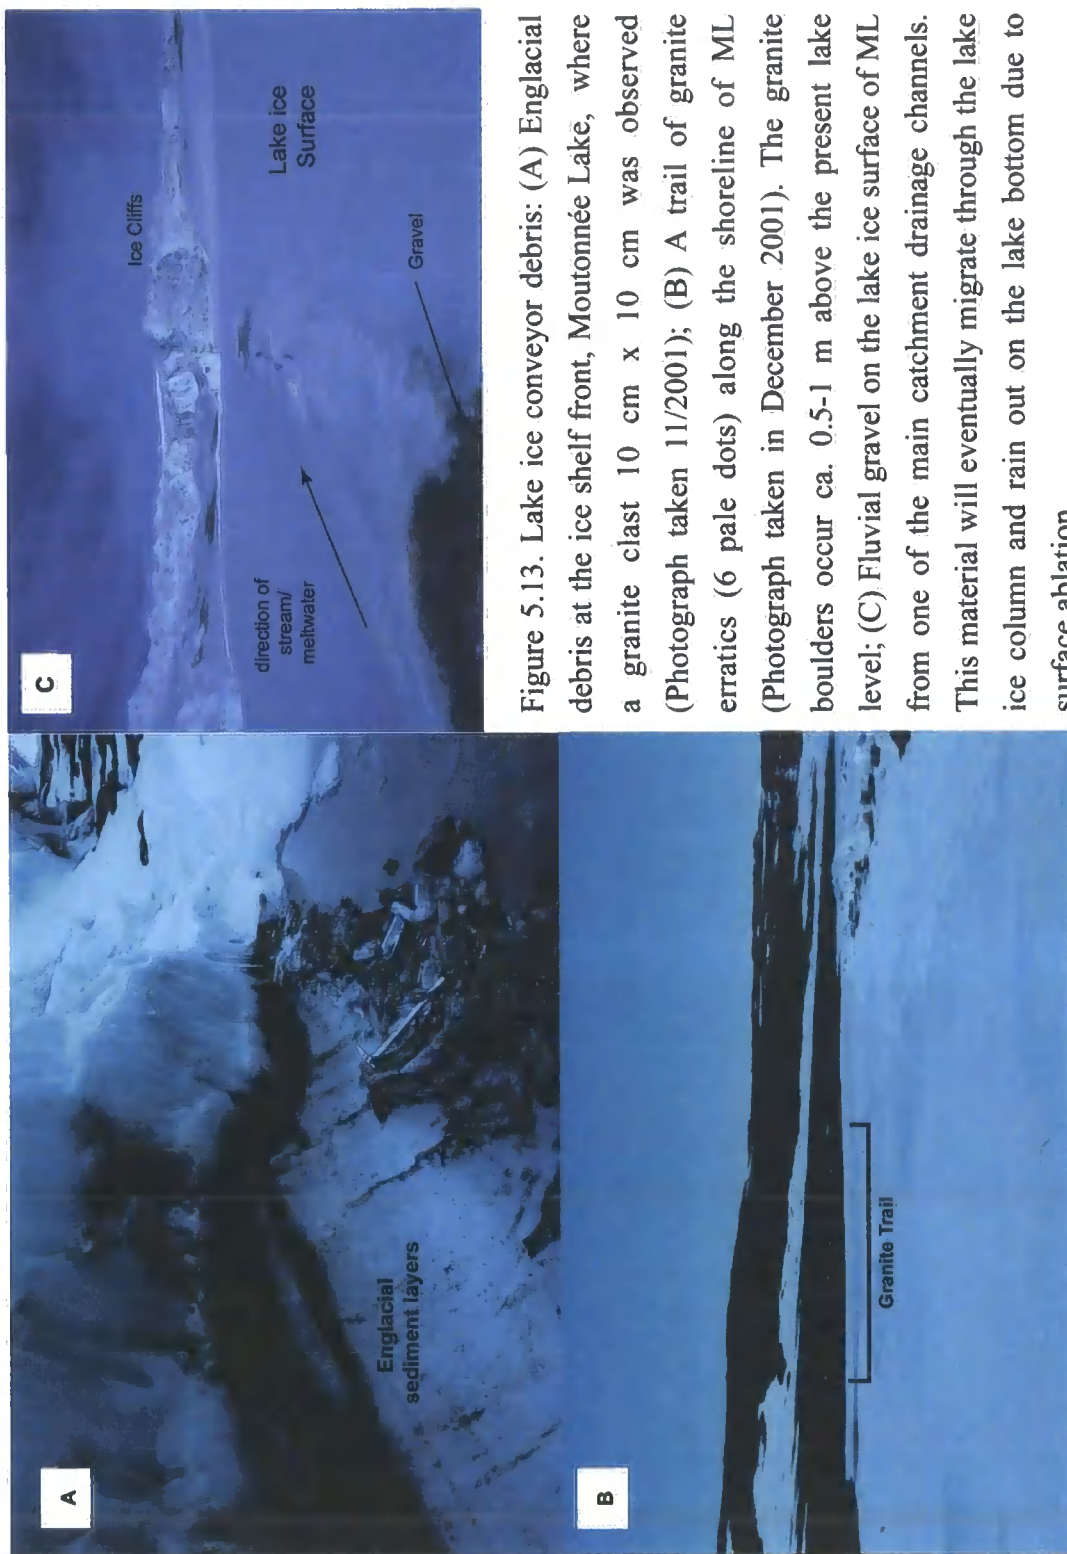 A
Englacial
sediment layers
B
Granite Trail
C
Ice Cliffs
Lake ice
Surface
direction of
stream/
meltwater
Gravel
Figure 5.13. Lake ice conveyor debris: (A) Englacial
debris at the ice shelf front, Moutonnée Lake, where
a granite clast 10 cm x 10 cm was observed
(Photograph taken 11/2001); (B) A trail of granite
erratics (6 pale dots) along the shoreline of ML
(Photograph taken in December 2001). The granite
boulders occur ca. 0.5-1 m above the present lake
level; (C) Fluvial gravel on the lake ice surface of ML
from one of the main catchment drainage channels.
This material will eventually migrate through the lake
ice column and rain out on the lake bottom due to
surface ablation